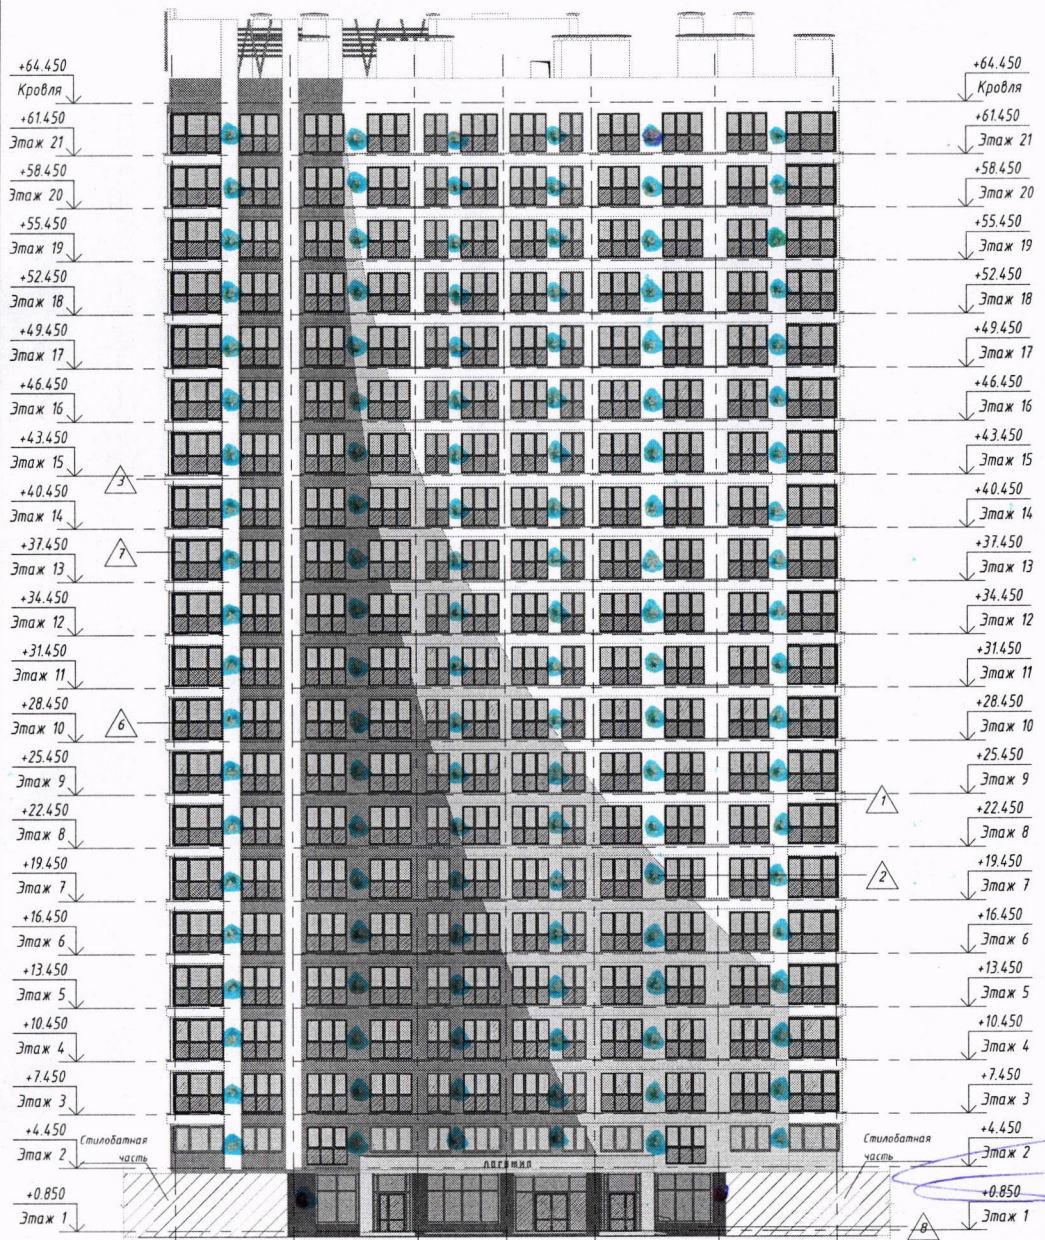 +64.450
Кровля
+61.450
Этаж 21
+58.450
Этаж 20
+55.450
Этаж 19
+52.450
Этаж 18
+49.450
Этаж 17
+46.450
Этаж 16
+43.450
Этаж 15
3
+40.450
Этаж 14
+37.450
Этаж 13
7
+34.450
Этаж 12
+31.450
Этаж 11
+28.450
Этаж 10
6
+25.450
Этаж 9
+22.450
Этаж 8
+19.450
Этаж 7
+16.450
Этаж 6
+13.450
Этаж 5
+10.450
Этаж 4
+7.450
Этаж 3
+4.450
Этаж 2
Стилобатная
часть
+0.850
Этаж 1
+64.450
Кровля
+61.450
Этаж 21
+58.450
Этаж 20
+55.450
Этаж 19
+52.450
Этаж 18
+49.450
Этаж 17
+46.450
Этаж 16
+43.450
Этаж 15
+40.450
Этаж 14
+37.450
Этаж 13
+34.450
Этаж 12
+31.450
Этаж 11
+28.450
Этаж 10
+25.450
Этаж 9
1
+22.450
Этаж 8
+19.450
Этаж 7
2
+16.450
Этаж 6
+13.450
Этаж 5
+10.450
Этаж 4
+7.450
Этаж 3
+4.450
Этаж 2
Стилобатная
часть
+0.850
Этаж 1
8